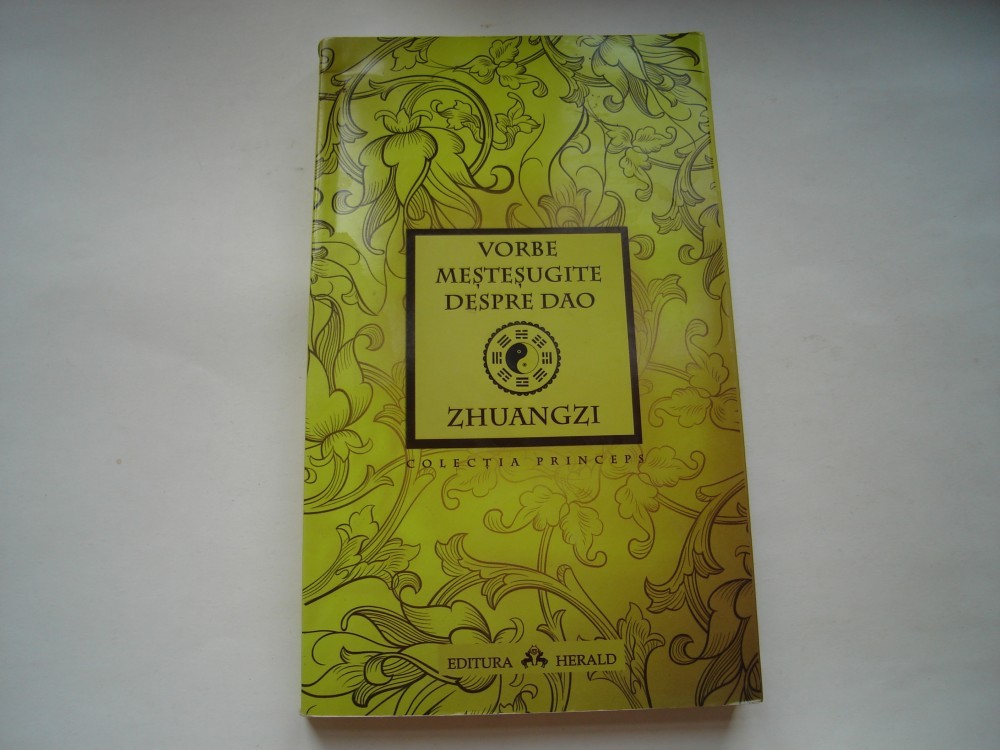 VORBE
MEȘTEȘUGITE
DESPRE DAO
ZHUANGZI
COLECȚIA PRINCEPS
EDITURA HERALD